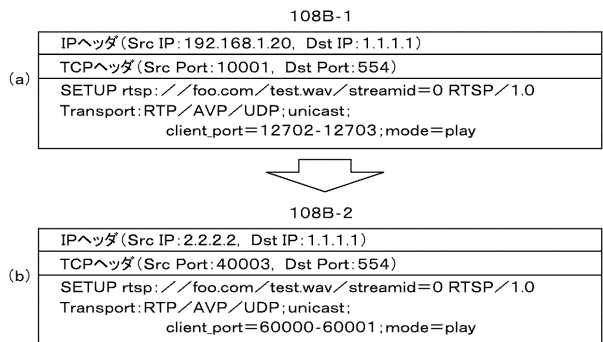 108B-1
(a)
IPヘッダ(Src IP:192.168.1.20, Dst IP:1.1.1.1)
TCPヘッダ(Src Port:10001, Dst Port:554)
SETUP rtsp://foo.com/test.wav/streamid=0 RTSP/1.0
Transport:RTP/AVP/UDP;unicast;
client_port=12702-12703;mode=play
108B-2
(b)
IPヘッダ(Src IP:2.2.2.2, Dst IP:1.1.1.1)
TCPヘッダ(Src Port:40003, Dst Port:554)
SETUP rtsp://foo.com/test.wav/streamid=0 RTSP/1.0
Transport:RTP/AVP/UDP;unicast;
client_port=60000-60001;mode=play